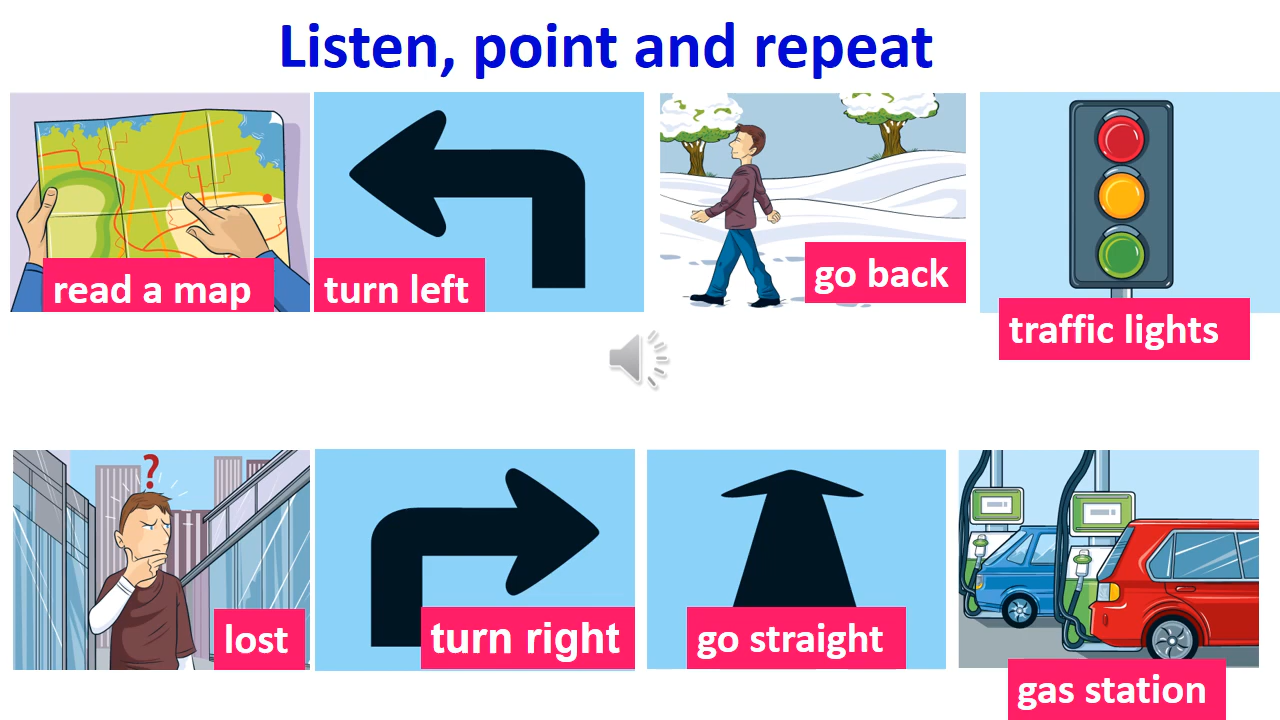 Listen, point and repeat
read a map
turn left
go back
traffic lights
?
lost
turn right
go straight
gas station